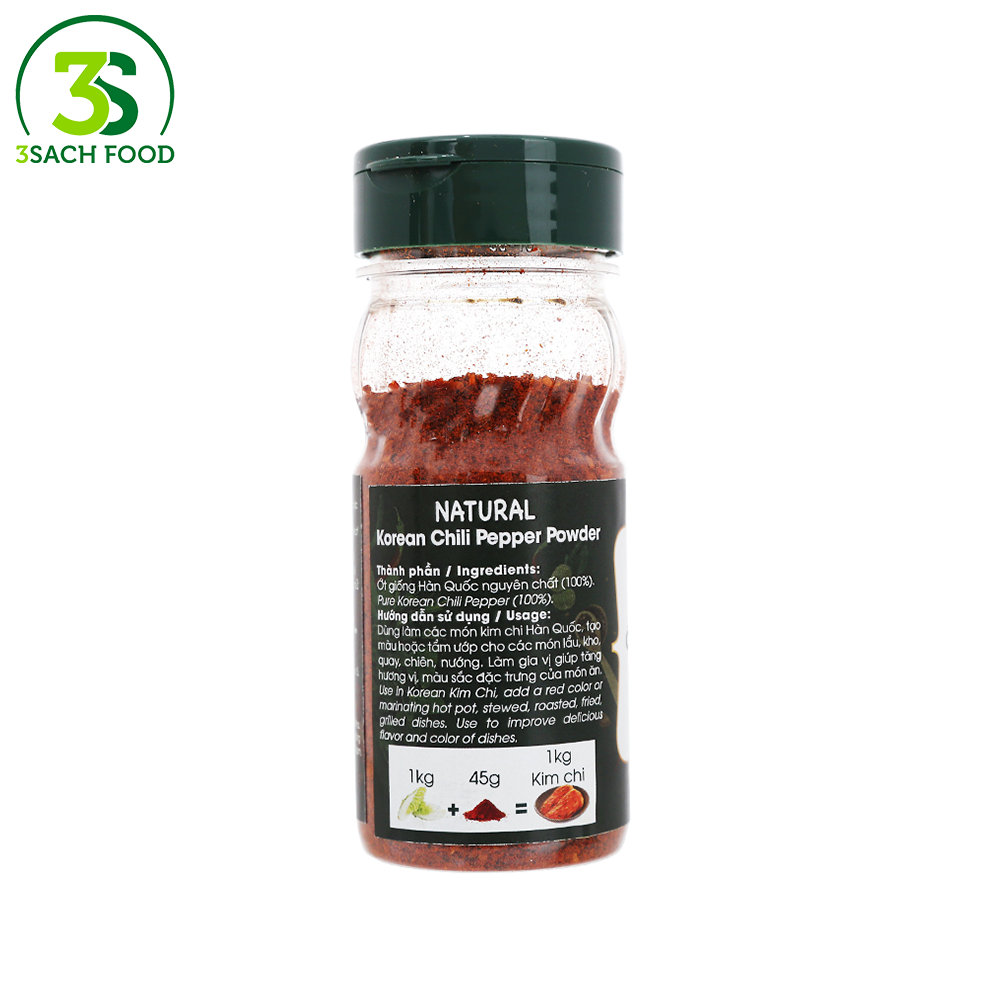 3S
3SACH FOOD
NATURAL
Korean Chili Pepper Powder
Thành phần / Ingredients:
Ớt giống Hàn Quốc nguyên chất (100%).
Pure Korean Chili Pepper (100%).
Hướng dẫn sử dụng / Usage:
Dùng làm các món kim chi Hàn Quốc, tạo
màu hoặc tẩm ướp cho các món lẩu, kho,
quay, chiên, nướng. Làm gia vị giúp tăng
hương vị, màu sắc đặc trưng của món ăn.
Use in Korean Kim Chi, add a red color or
marinating hot pot, stewed, roasted, fried,
grilled dishes. Use to improve delicious
flavor and color of dishes.
1kg + 45g = 1kg
Kim chi